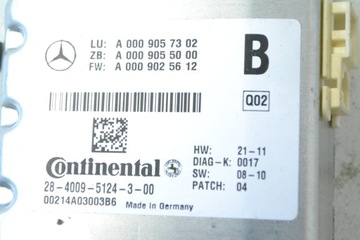 LU: A 000 905 73 02
ZB: A 000 905 50 00
FW: A 000 902 56 12
B
Q02
Continental
HW: 21-11
DIAG-K: 0017
SW: 08-10
PATCH: 04
28-4009-5124-3-00
00214A03003B6 Made in Germany